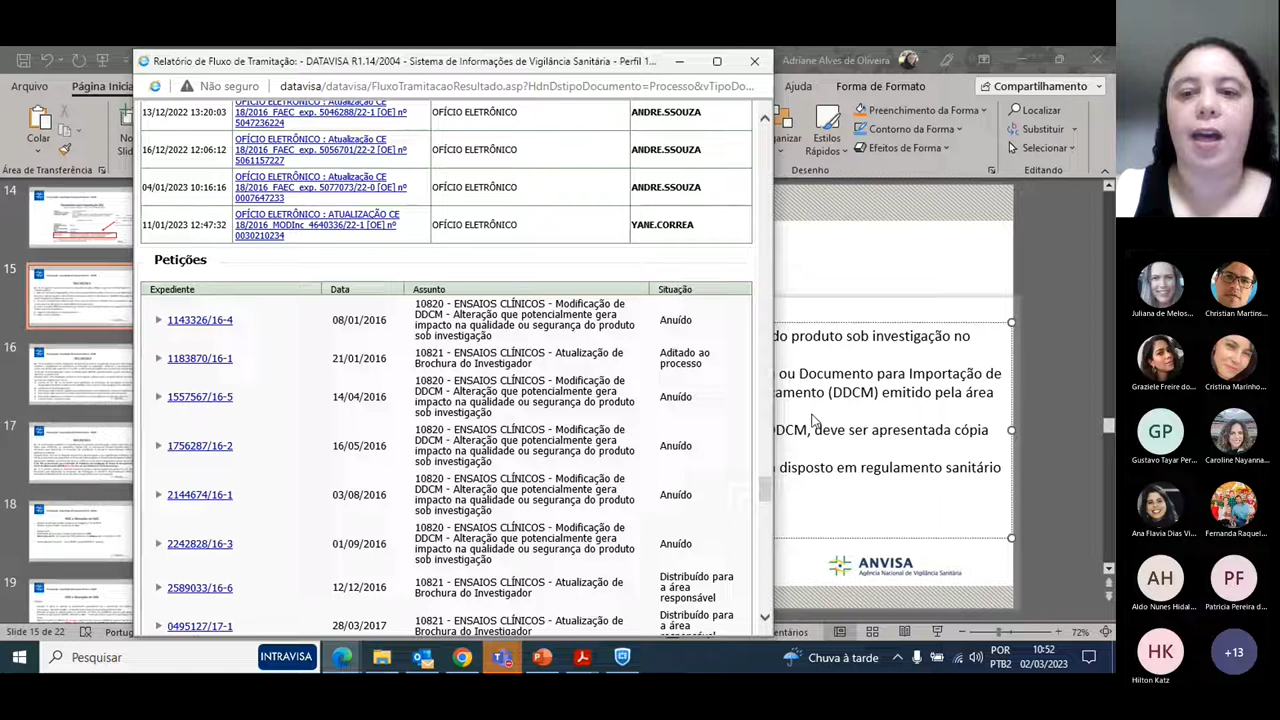 Relatório de Fluxo de Tramitação: - DATAVISA R1.14/2004 - Sistema de Informações de Vigilância Sanitária - Perfil 1...
Adriane Alves de Oliveira
Arquivo
Página Inicia
Não seguro
datavisa/datavisa/FluxoTramitacaoResultado.asp?HdnDstipoDocumento=Processo&vTipoDo...
Ajuda
Forma de Formato
Compartilhamento
Colar
Área de Transferência
Estilos
Rápidos
Preenchimento da Forma
Contorno da Forma
Efeitos de Forma
Desenho
Localizar
Substituir
Selecionar
Editando
13/12/2022 13:20:03
OFÍCIO ELETRÔNICO : Atualização CE
18/2016_FAEC_exp. 5046288/22-1 [OE] nº
5047236224
OFÍCIO ELETRÔNICO
ANDRE.SSOUZA
16/12/2022 12:06:12
OFÍCIO ELETRÔNICO : Atualização CE
18/2016_FAEC_exp. 5056701/22-2 [OE] nº
5061157227
OFÍCIO ELETRÔNICO
ANDRE.SSOUZA
04/01/2023 10:16:16
OFÍCIO ELETRÔNICO : Atualização CE
18/2016_FAEC_exp. 5077073/22-0 [OE] nº
0007647233
OFÍCIO ELETRÔNICO
ANDRE.SSOUZA
11/01/2023 12:47:32
OFÍCIO ELETRÔNICO : ATUALIZAÇÃO CE
18/2016_MODInc_4640336/22-1 [OE] nº
0030210234
OFÍCIO ELETRÔNICO
YANE.CORREA
Petições
Expediente Data Assunto Situação
1143326/16-4
08/01/2016
10820 - ENSAIOS CLÍNICOS - Modificação de
DDCM - Alteração que potencialmente gera
impacto na qualidade ou segurança do produto
sob investigação
Anuído
1183870/16-1
21/01/2016
10821 - ENSAIOS CLÍNICOS - Atualização de
Brochura do Investigador
Aditado ao
processo
1557567/16-5
14/04/2016
10820 - ENSAIOS CLÍNICOS - Modificação de
DDCM - Alteração que potencialmente gera
impacto na qualidade ou segurança do produto
sob investigação
Anuído
1756287/16-2
16/05/2016
10820 - ENSAIOS CLÍNICOS - Modificação de
DDCM - Alteração que potencialmente gera
impacto na qualidade ou segurança do produto
sob investigação
Anuído
2144674/16-1
03/08/2016
10820 - ENSAIOS CLÍNICOS - Modificação de
DDCM - Alteração que potencialmente gera
impacto na qualidade ou segurança do produto
sob investigação
Anuído
2242828/16-3
01/09/2016
10820 - ENSAIOS CLÍNICOS - Modificação de
DDCM - Alteração que potencialmente gera
impacto na qualidade ou segurança do produto
sob investigação
Anuído
2589033/16-6
12/12/2016
10821 - ENSAIOS CLÍNICOS - Atualização de
Brochura do Investigador
Distribuído para
a área
responsável
0495127/17-1
28/03/2017
10821 - ENSAIOS CLÍNICOS - Atualização de
Brochura do Investigador
Distribuído para
a área
14
15
16
17
18
19
do produto sob investigação no
ou Documento para Importação de
amento (DDCM) emitido pela área
DCM, deve ser apresentada cópia
disposto em regulamento sanitário
ANVISA
Agência Nacional de Vigilância Sanitária
Slide 15 de 22
Portug
entários
72%
Pesquisar
INTRAVISA
Chuva à tarde
POR
PTB2
10:52
02/03/2023
Juliana de Melos...
Christian Martins...
Graziele Freire do...
Cristina Marinho...
GP
Gustavo Tayar Per...
Caroline Nayanna...
Ana Flavia Dias Vi...
Fernanda Raquel...
AH
Aldo Nunes Hidal...
PF
Patricia Pereira d...
HK
Hilton Katz
+13